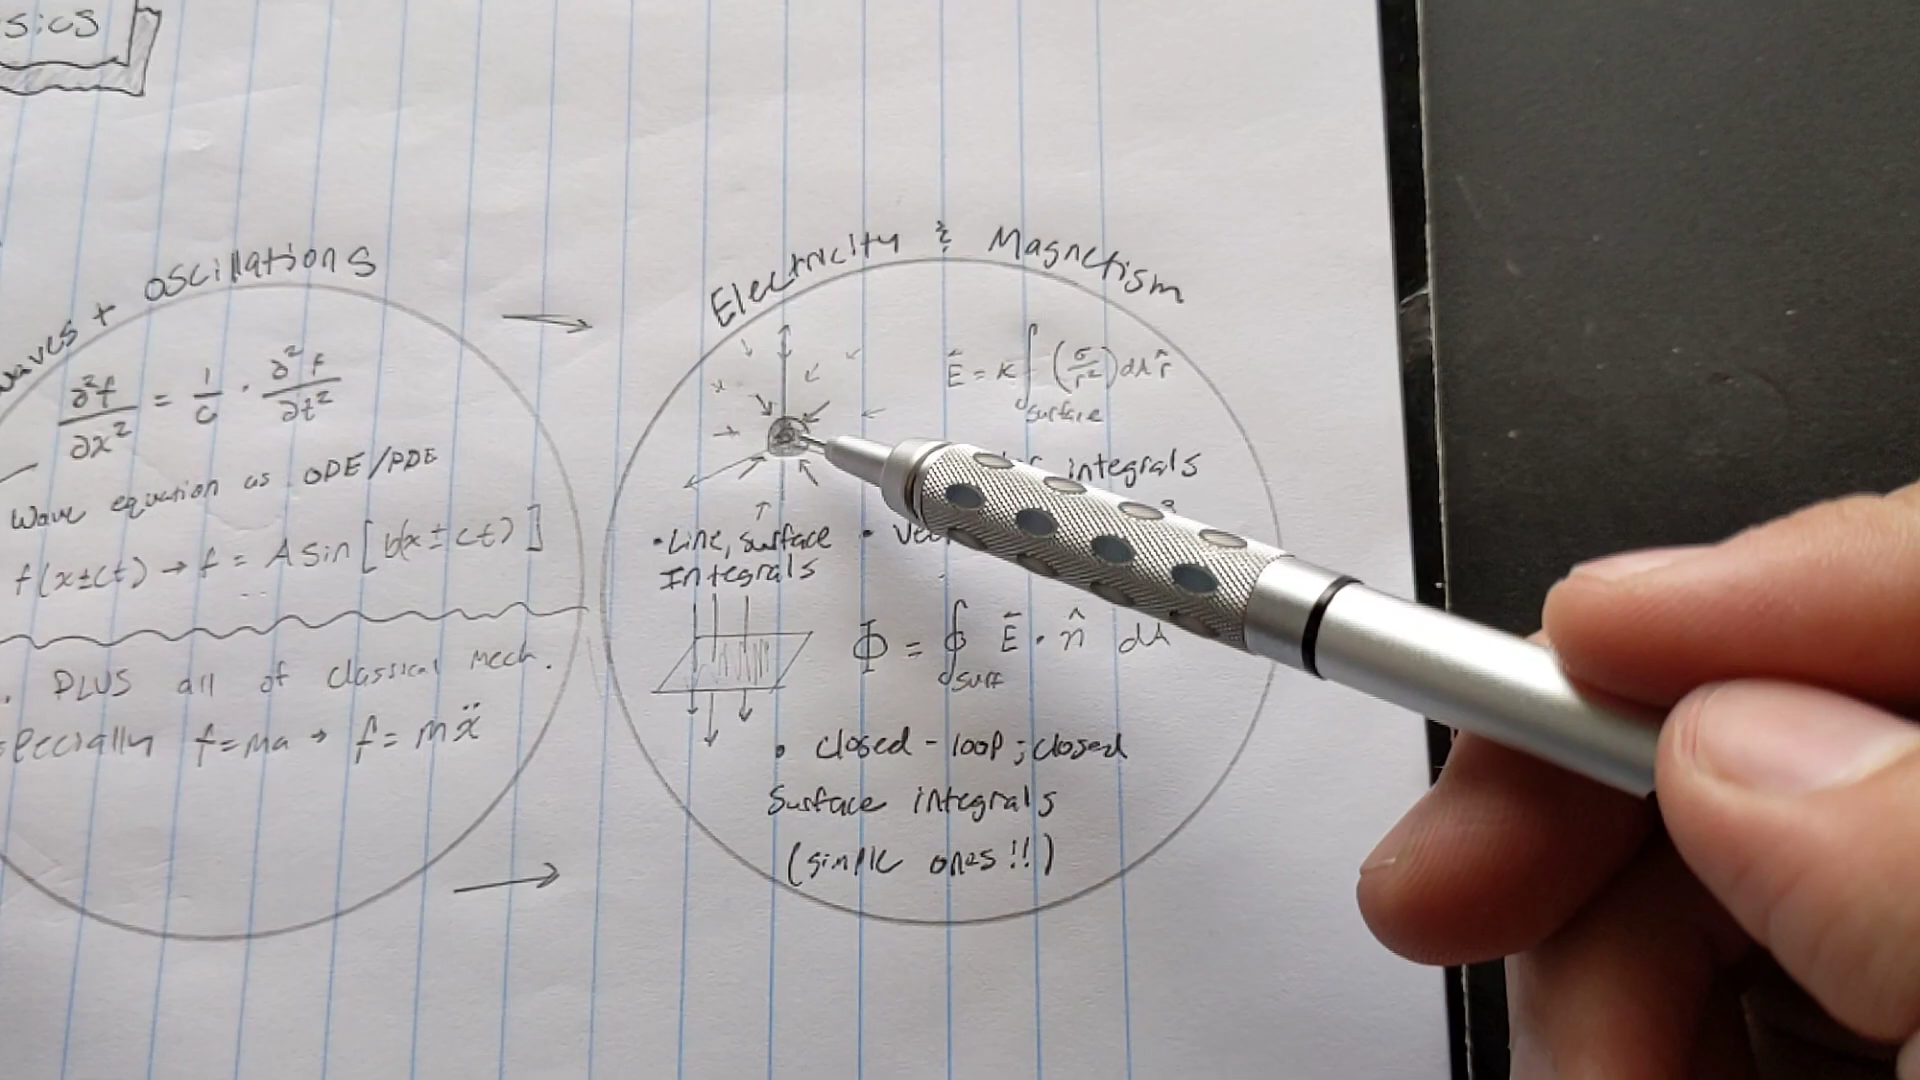 waves + oscillations
∂²f/∂x² = 1/c · ∂²f/∂t²
Wave equation as ODE/PDE
f(x±ct) → f = A sin[b(x±ct)]
PLUS all of classical mech.
f=ma → f=mẍ
Electricity & Magnetism
E⃗ = k∫surface (σ/r²)dA r̂
integrals
• Line, surface
Integrals
Φ = ∮surf E⃗ · n̂ dA
• closed-loop; closed
Surface integrals
(simple ones!!)